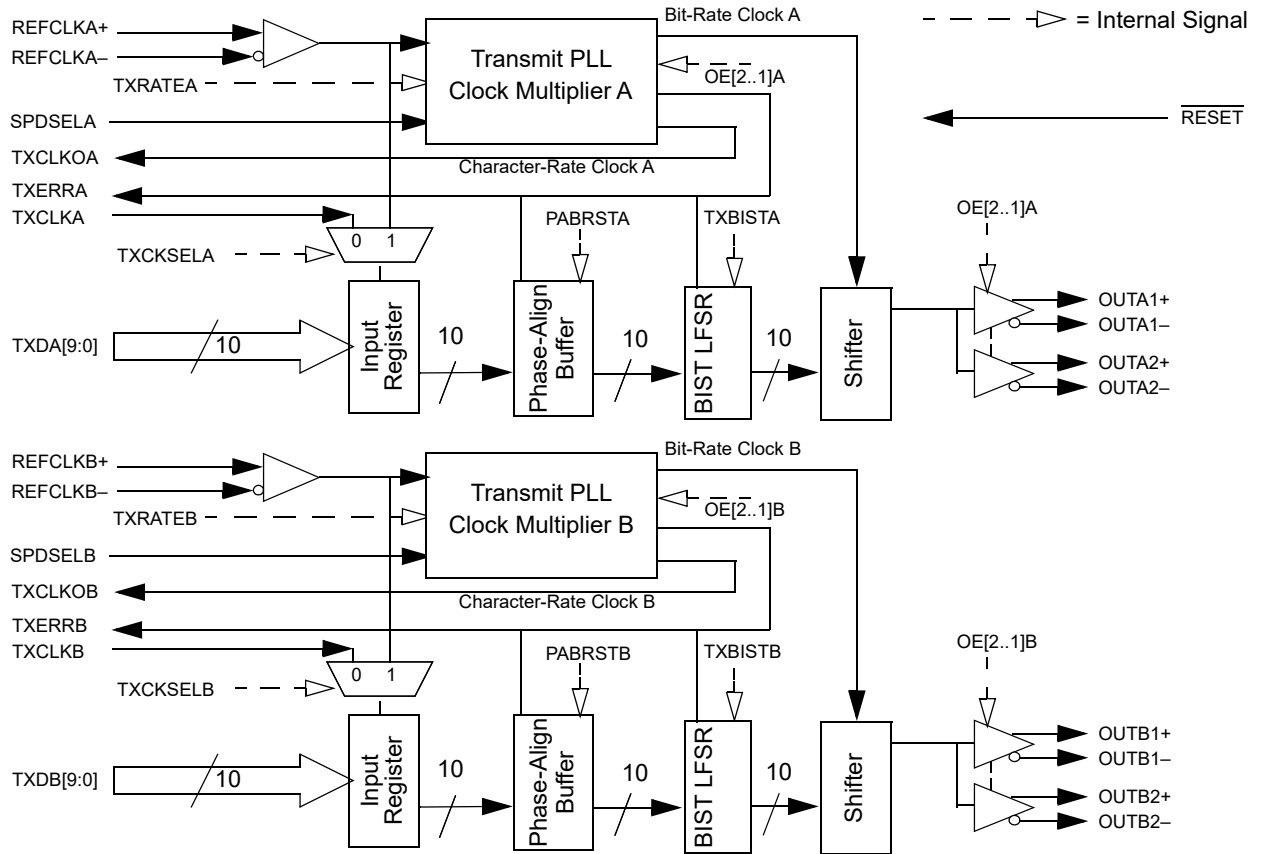 Bit-Rate Clock A
REFCLKA+
REFCLKA–
= Internal Signal
Transmit PLL
Clock Multiplier A
TXRATEA
OE[2..1]A
SPDSELA
RESET
TXCLKOA
Character-Rate Clock A
TXERRA
TXCLKA
PABRSTA
TXBISTA
OE[2..1]A
0 1
TXCKSELA
TXDA[9:0]
10
Input
Register
10
Phase-Align
Buffer
10
BIST LFSR
10
Shifter
OUTA1+
OUTA1–
OUTA2+
OUTA2–
Bit-Rate Clock B
REFCLKB+
REFCLKB–
Transmit PLL
Clock Multiplier B
TXRATEB
OE[2..1]B
SPDSELB
TXCLKOB
Character-Rate Clock B
TXERRB
TXCLKB
PABRSTB
TXBISTB
OE[2..1]B
0 1
TXCKSELB
TXDB[9:0]
10
Input
Register
10
Phase-Align
Buffer
10
BIST LFSR
10
Shifter
OUTB1+
OUTB1–
OUTB2+
OUTB2–